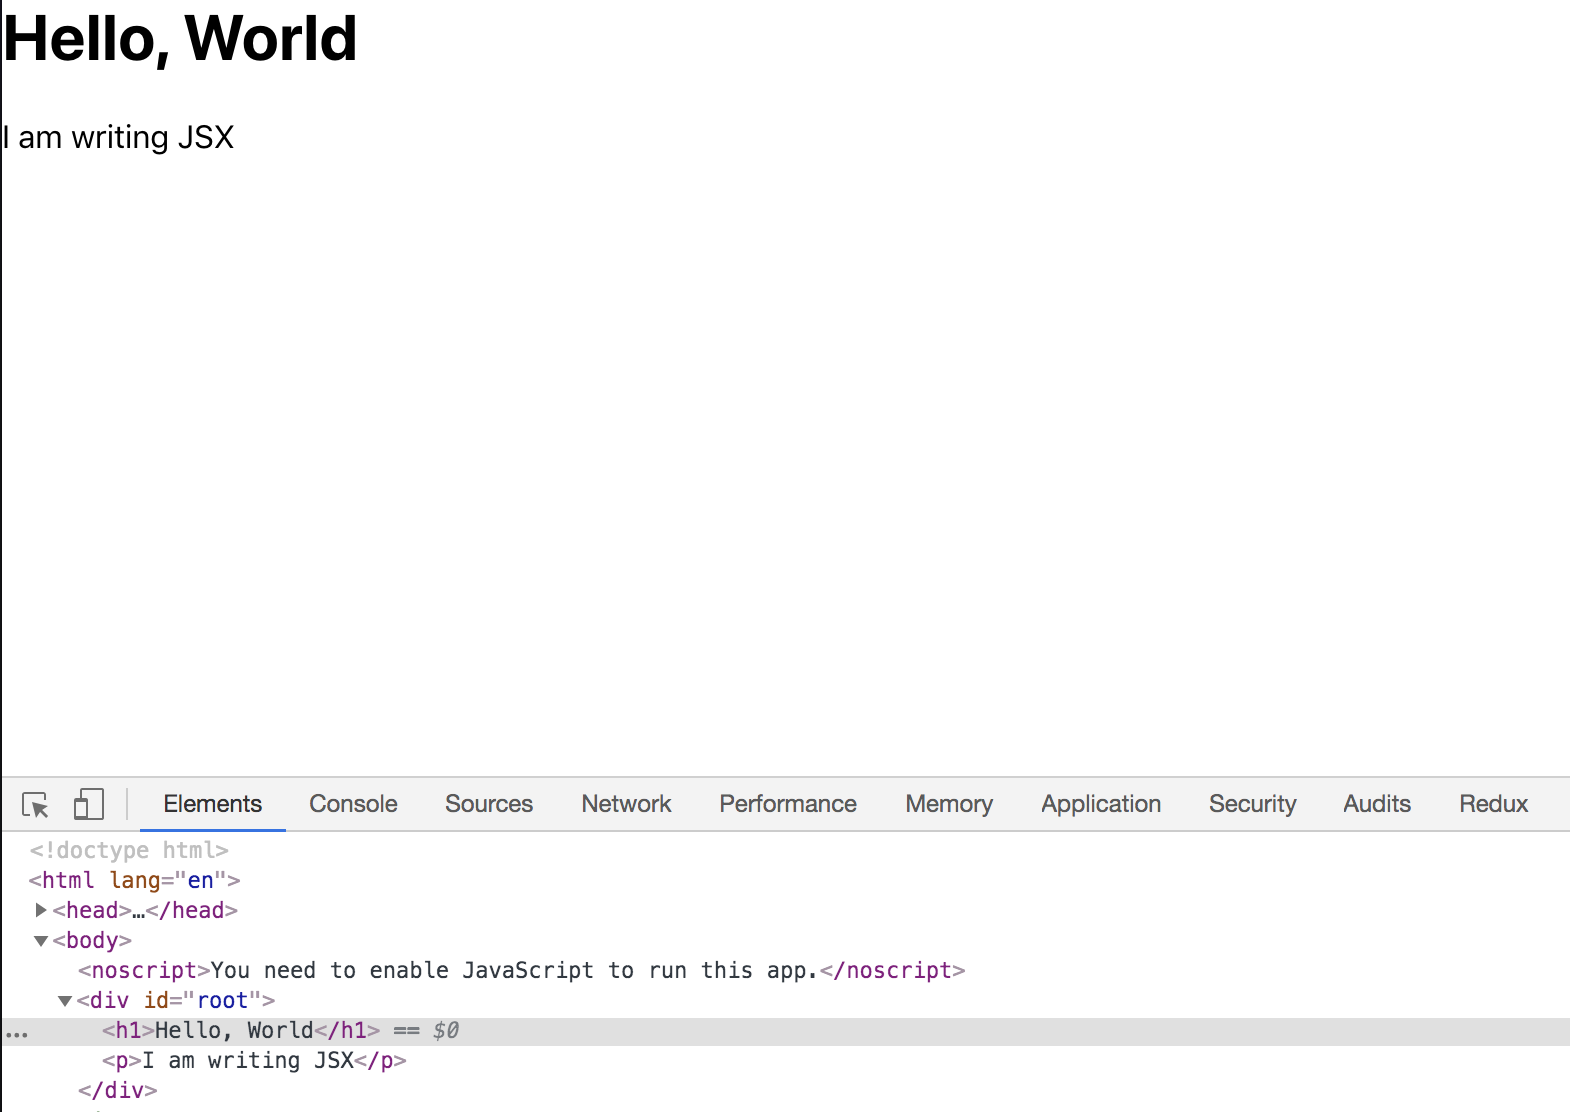 Hello, World
I am writing JSX
Elements Console Sources Network Performance Memory Application Security Audits Redux
<!doctype html>
<html lang="en">
<head>…</head>
<body>
<noscript>You need to enable JavaScript to run this app.</noscript>
<div id="root">
... <h1>Hello, World</h1> == $0
<p>I am writing JSX</p>
</div>